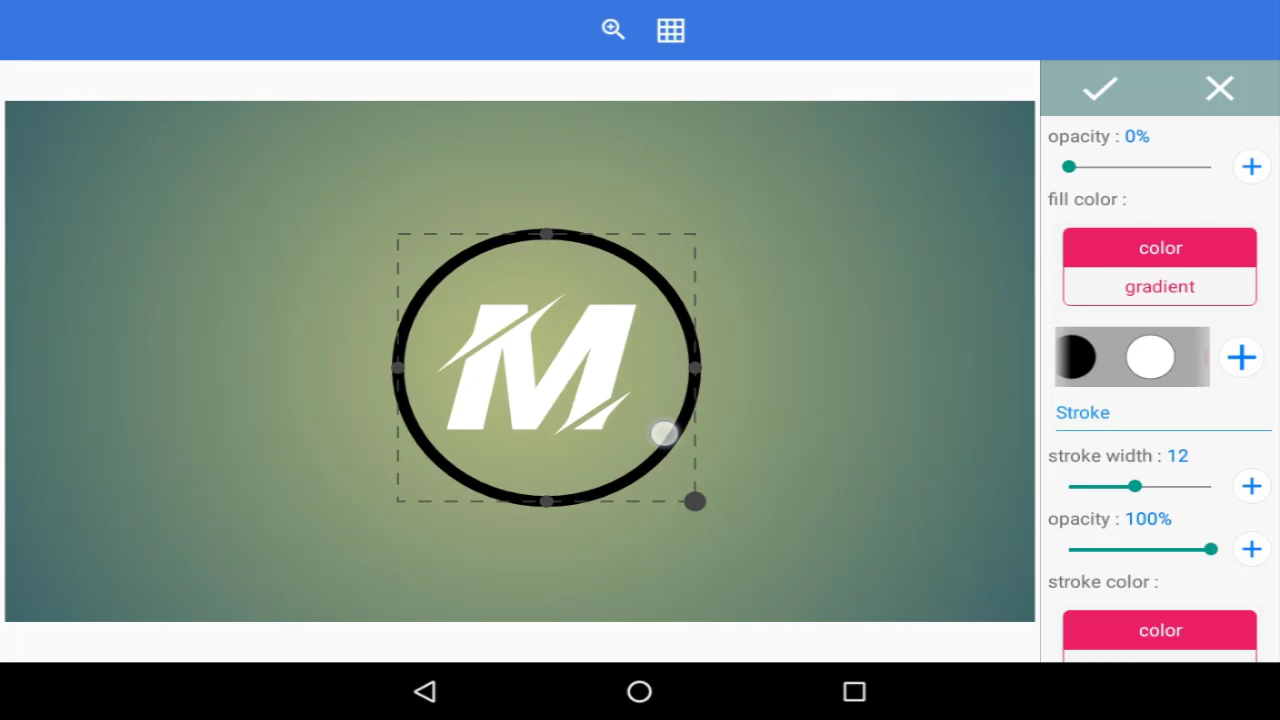 opacity : 0%
fill color :
color
gradient
M
Stroke
stroke width : 12
opacity : 100%
stroke color :
color